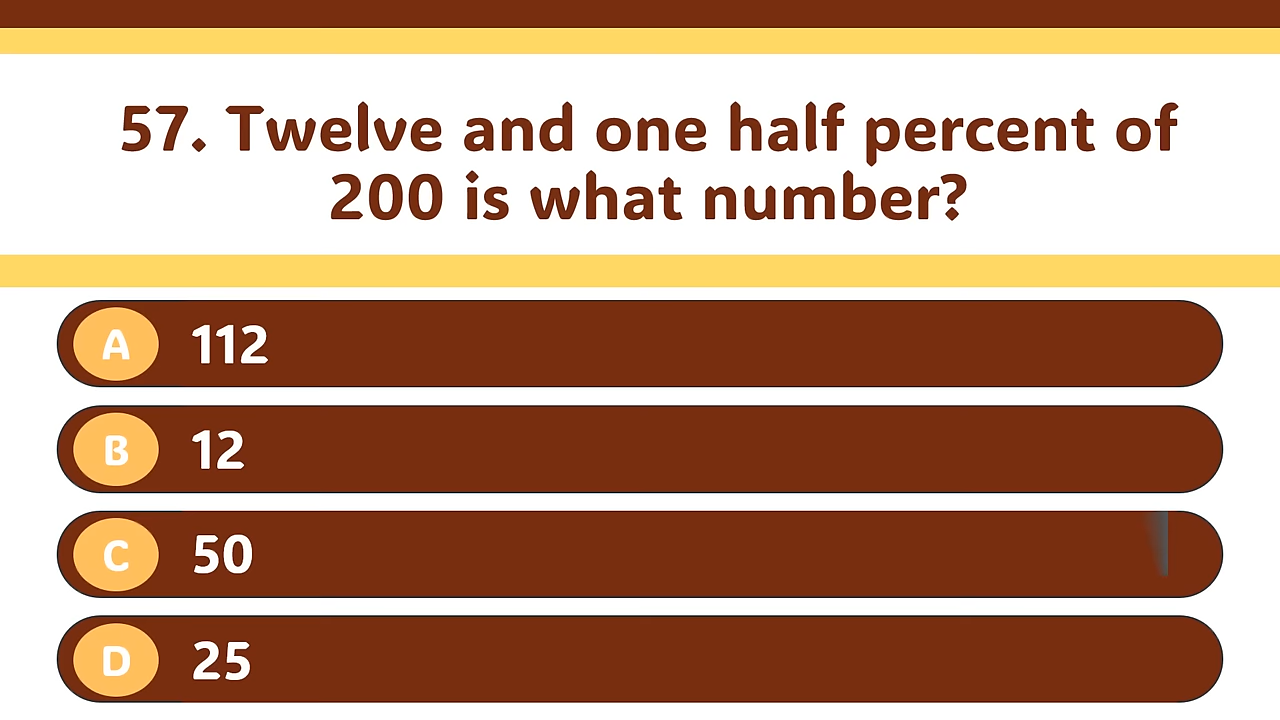 57. Twelve and one half percent of
200 is what number?
A 112
B 12
C 50
D 25